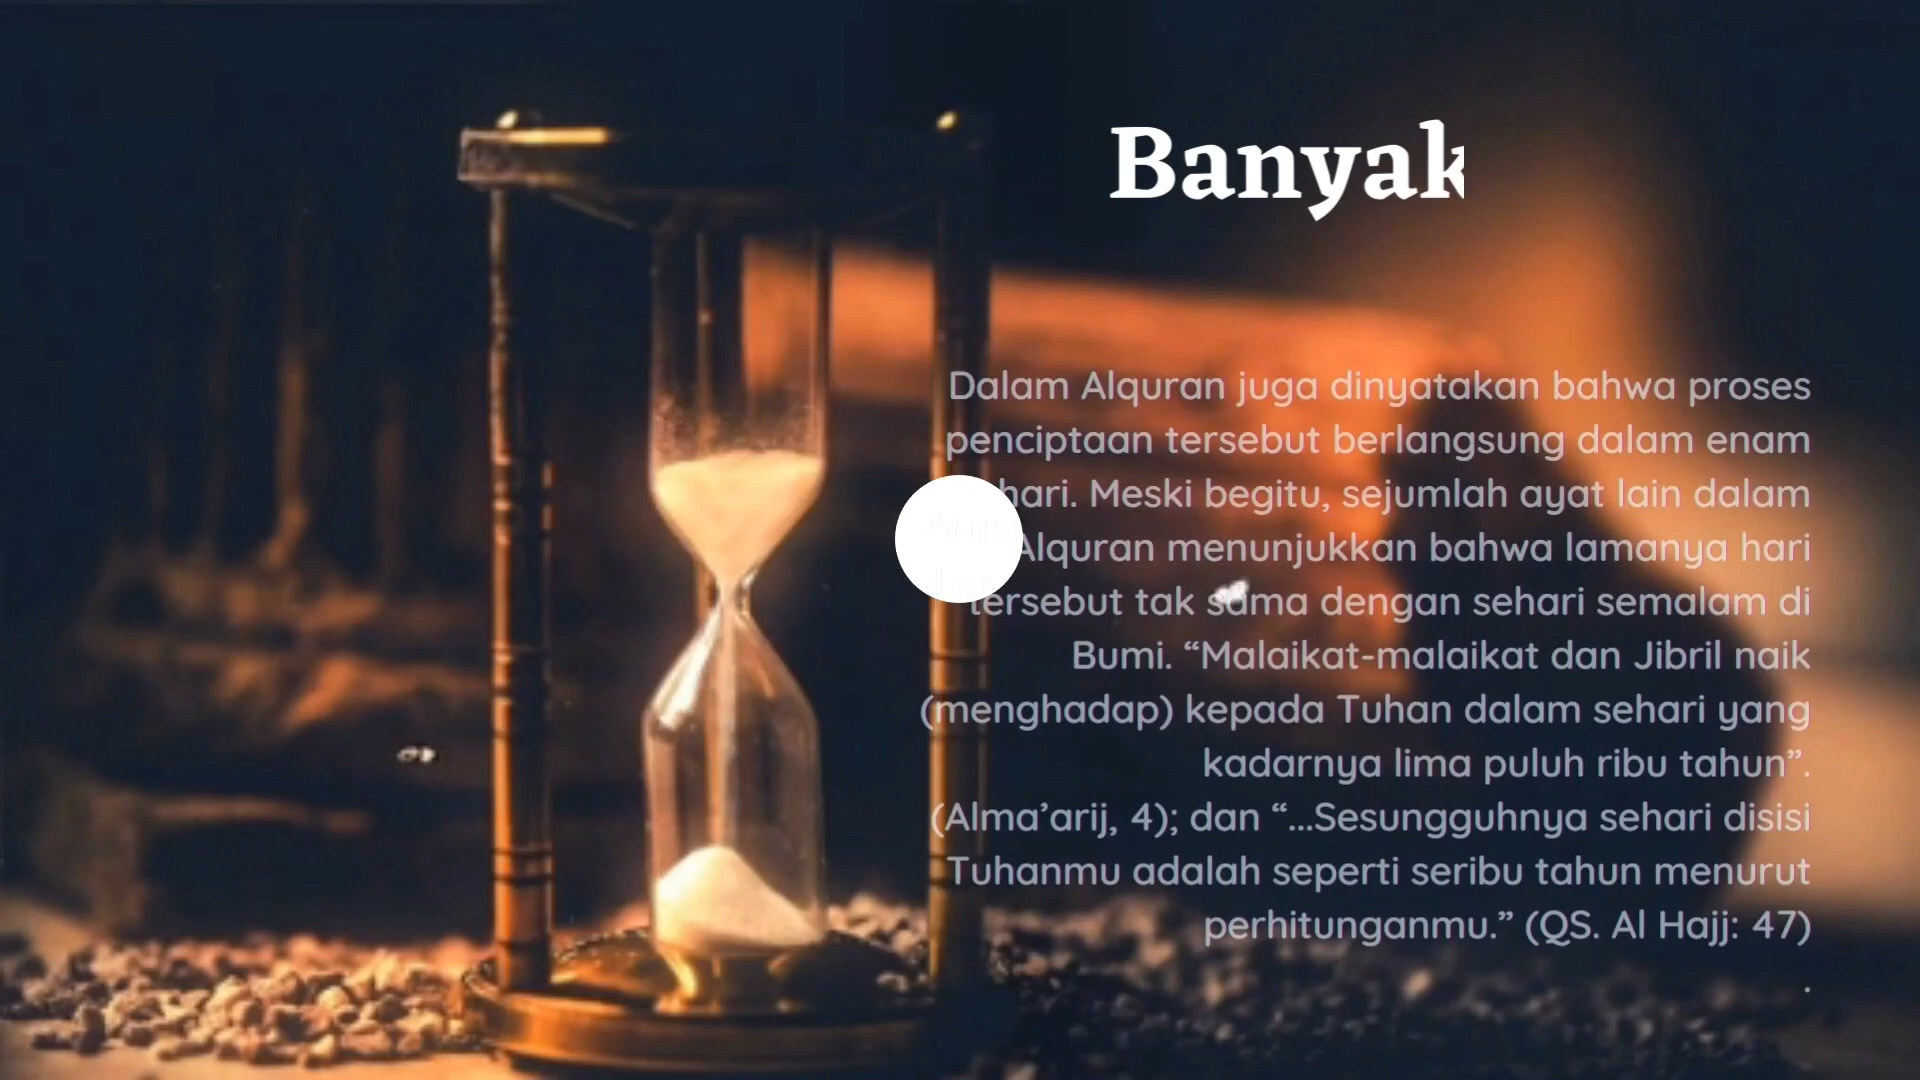 Banyak
Dalam Alquran juga dinyatakan bahwa proses
penciptaan tersebut berlangsung dalam enam
hari. Meski begitu, sejumlah ayat lain dalam
Alquran menunjukkan bahwa lamanya hari
tersebut tak sama dengan sehari semalam di
Bumi. “Malaikat-malaikat dan Jibril naik
(menghadap) kepada Tuhan dalam sehari yang
kadarnya lima puluh ribu tahun”.
(Alma’arij, 4); dan “...Sesungguhnya sehari disisi
Tuhanmu adalah seperti seribu tahun menurut
perhitunganmu.” (QS. Al Hajj: 47)
.